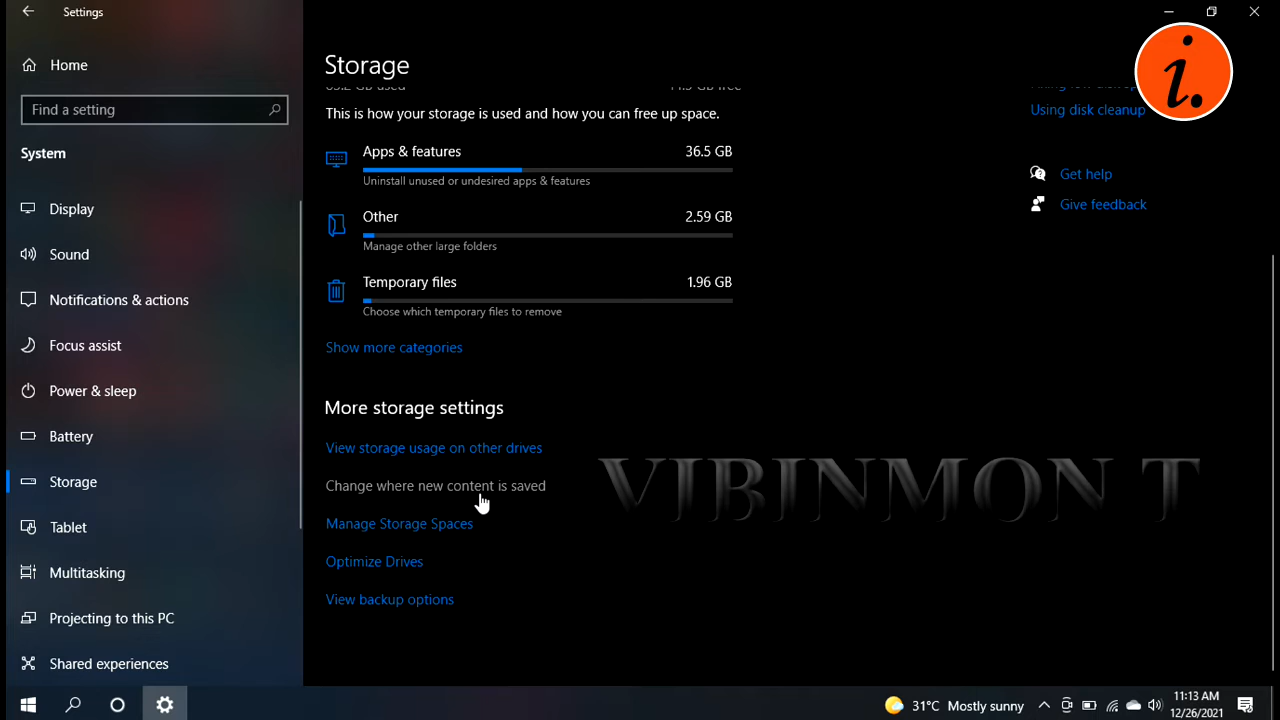 Settings
Home
Find a setting
System
Display
Sound
Notifications & actions
Focus assist
Power & sleep
Battery
Storage
Tablet
Multitasking
Projecting to this PC
Shared experiences
Storage
This is how your storage is used and how you can free up space.
Apps & features 36.5 GB
Uninstall unused or undesired apps & features
Other 2.59 GB
Manage other large folders
Temporary files 1.96 GB
Choose which temporary files to remove
Show more categories
More storage settings
View storage usage on other drives
Change where new content is saved
Manage Storage Spaces
Optimize Drives
View backup options
i.
Using disk cleanup
Get help
Give feedback
VIBINMON T
31°C Mostly sunny
11:13 AM
12/26/2021